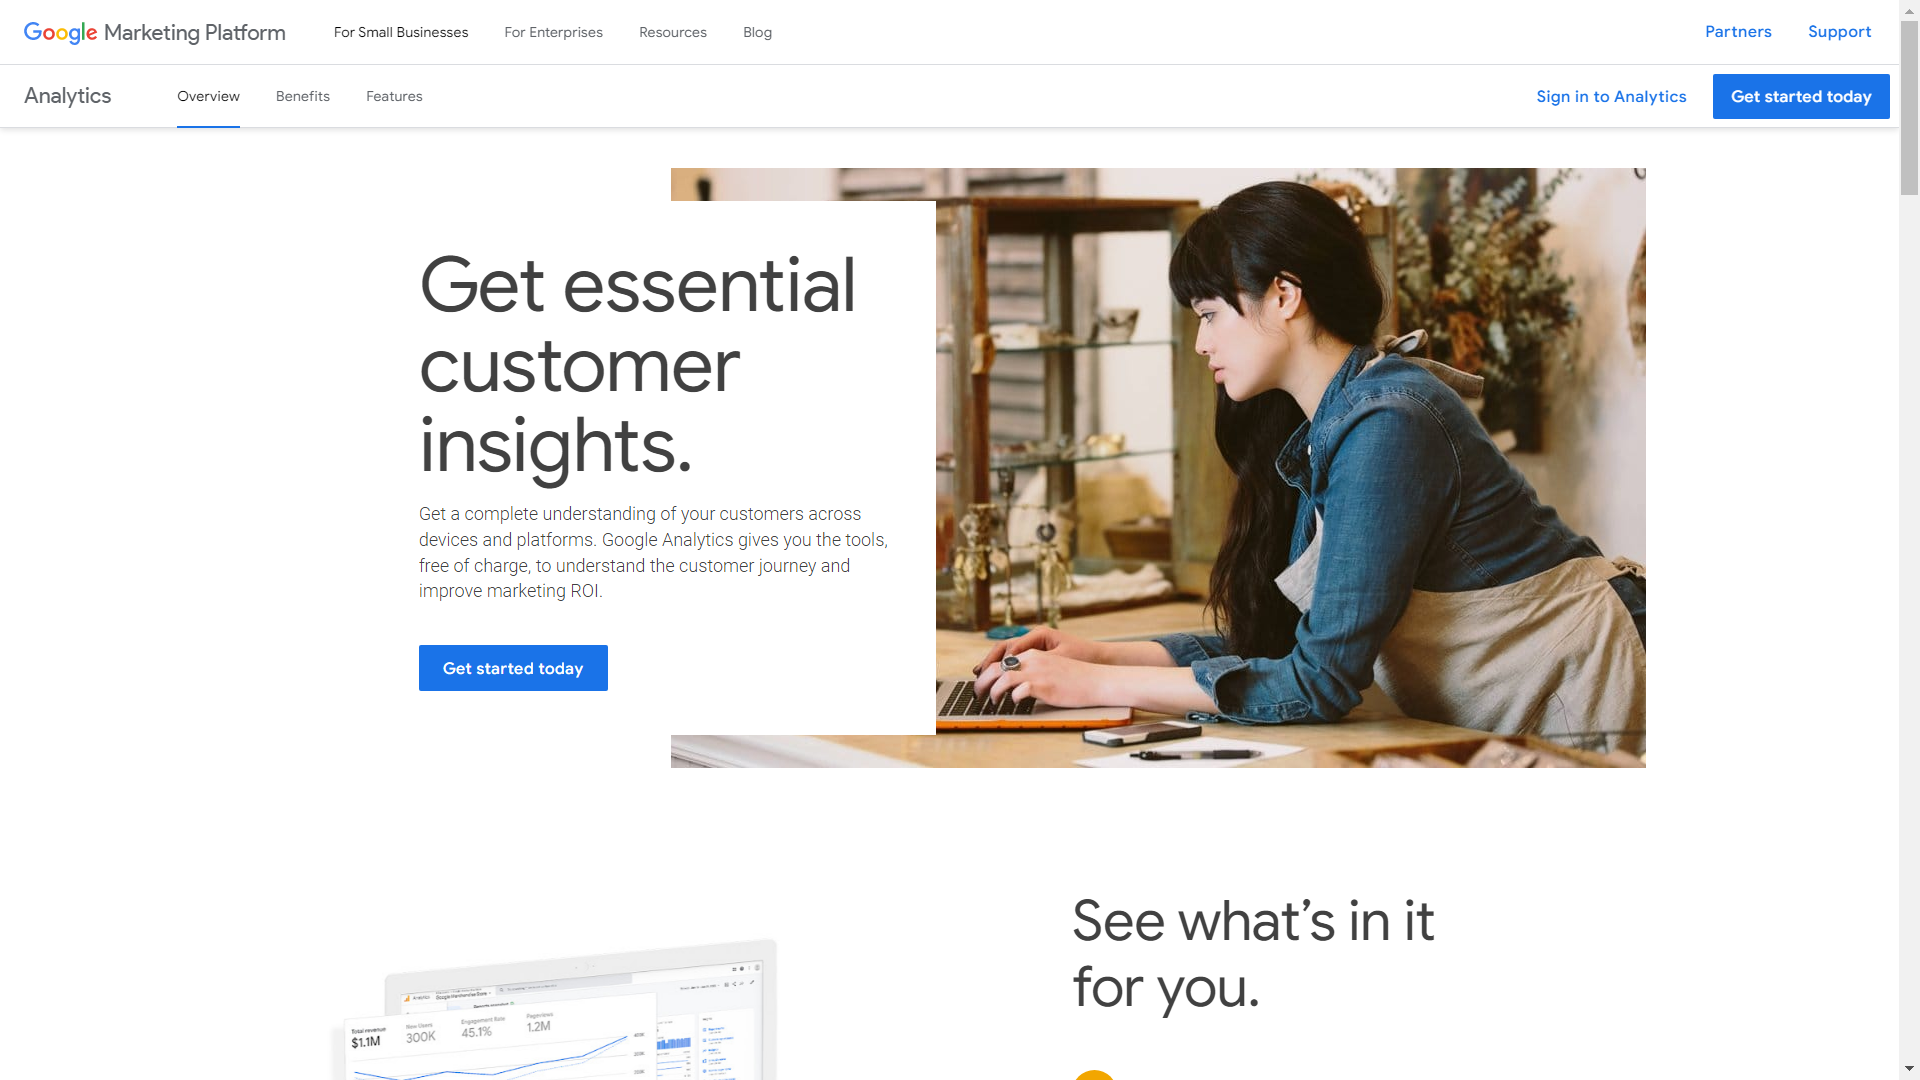 Google Marketing Platform For Small Businesses For Enterprises Resources Blog Partners Support
Analytics Overview Benefits Features Sign in to Analytics Get started today
Get essential
customer
insights.
Get a complete understanding of your customers across
devices and platforms. Google Analytics gives you the tools,
free of charge, to understand the customer journey and
improve marketing ROI.
Get started today
See what’s in it
for you.
Analytics
Google Merchandise Store
Total revenue New Users Engagement Rate Pageviews
$1.1M 300K 45.1% 1.2M